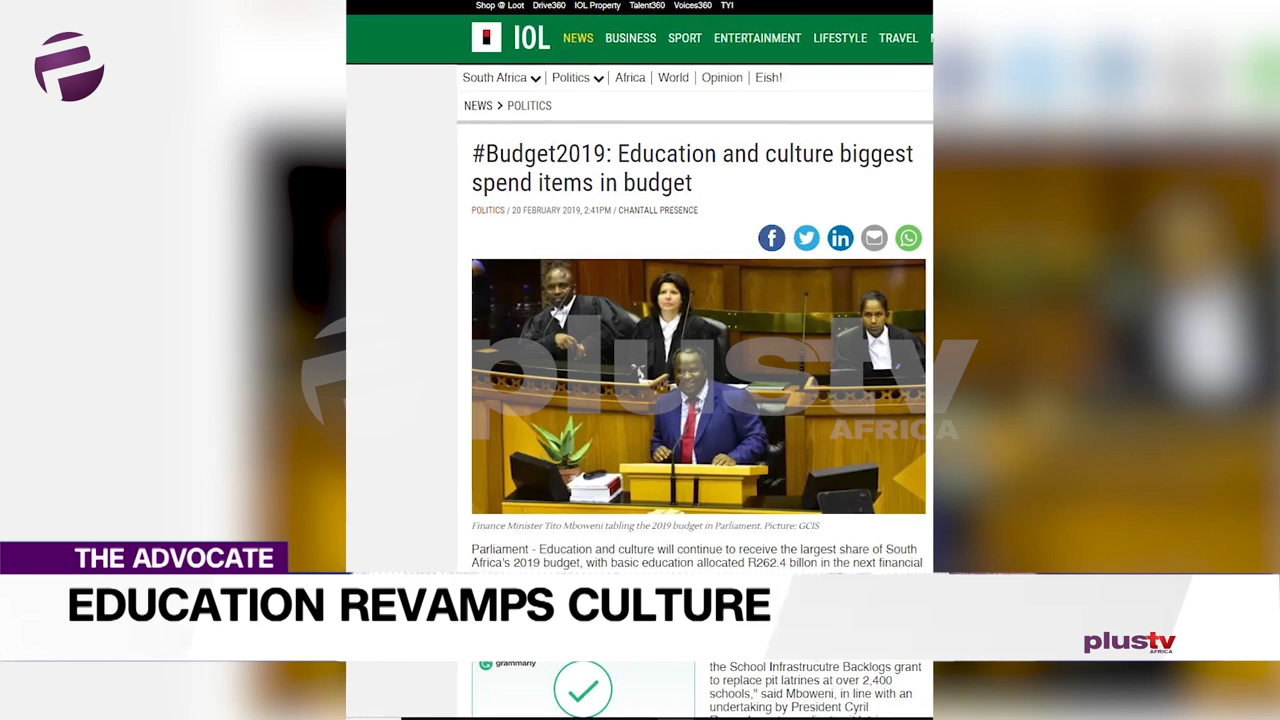 Shop @ Loot Drive360 IOL Property Talent360 Voices360 TYI
IOL NEWS BUSINESS SPORT ENTERTAINMENT LIFESTYLE TRAVEL
South Africa Politics Africa World Opinion Eish!
NEWS > POLITICS
#Budget2019: Education and culture biggest
spend items in budget
POLITICS / 20 FEBRUARY 2019, 2:41PM / CHANTALL PRESENCE
plustv
AFRICA
Finance Minister Tito Mboweni tabling the 2019 budget in Parliament. Picture: GCIS
Parliament - Education and culture will continue to receive the largest share of South
Africa's 2019 budget, with basic education allocated R262.4 billon in the next financial
THE ADVOCATE
EDUCATION REVAMPS CULTURE
plustv
AFRICA
grammarly
the School Infrastrucutre Backlogs grant
to replace pit latrines at over 2,400
schools," said Mboweni, in line with an
undertaking by President Cyril